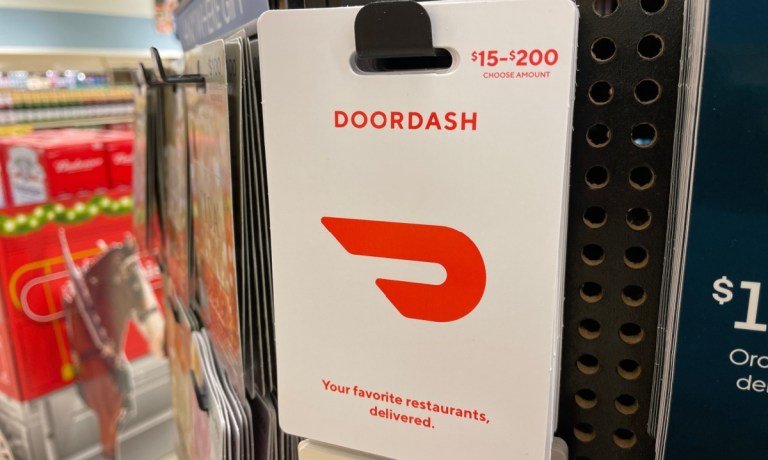 $15-$200
CHOOSE AMOUNT
DOORDASH
Your favorite restaurants,
delivered.